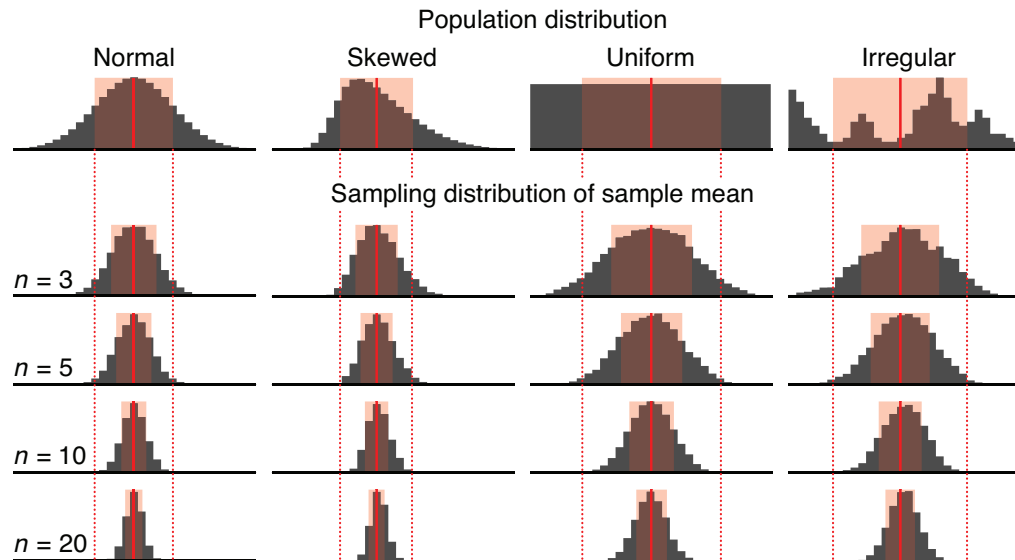 Population distribution
Normal Skewed Uniform Irregular
Sampling distribution of sample mean
n = 3
n = 5
n = 10
n = 20